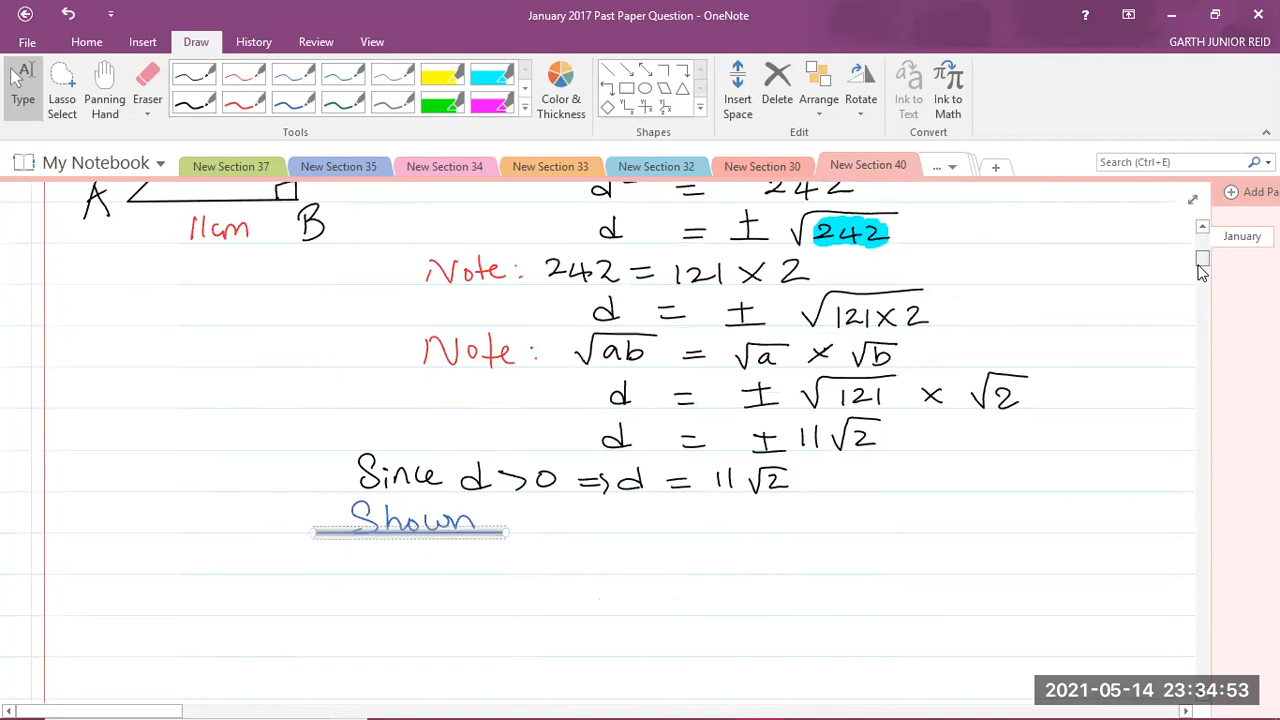 January 2017 Past Paper Question - OneNote
?
File
Home
Insert
Draw
History
Review
View
GARTH JUNIOR REID
Type
Lasso Select
Panning Hand
Eraser
Color & Thickness
Insert Space
Delete
Arrange
Rotate
Ink to Text
Ink to Math
Tools
Shapes
Edit
Convert
My Notebook
New Section 37
New Section 35
New Section 34
New Section 33
New Section 32
New Section 30
New Section 40
...
Search (Ctrl+E)
Add Pa
January
A
11cm
B
d = ± √242
Note: 242 = 121 × 2
d = ± √121×2
Note: √ab = √a × √b
d = ± √121 × √2
d = ± 11√2
Since d > 0 ⇒ d = 11√2
Shown
2021-05-14 23:34:53